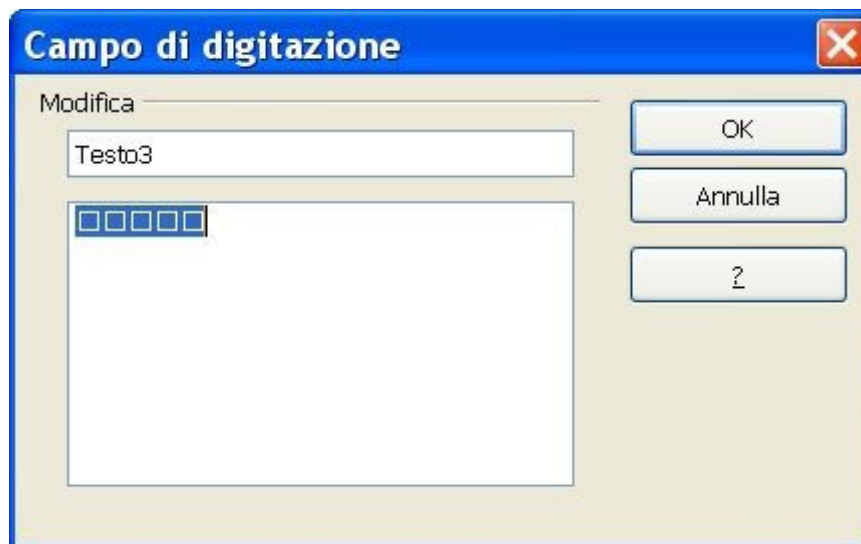 Campo di digitazione
Modifica
Testo3
□□□□□
OK
Annulla
?